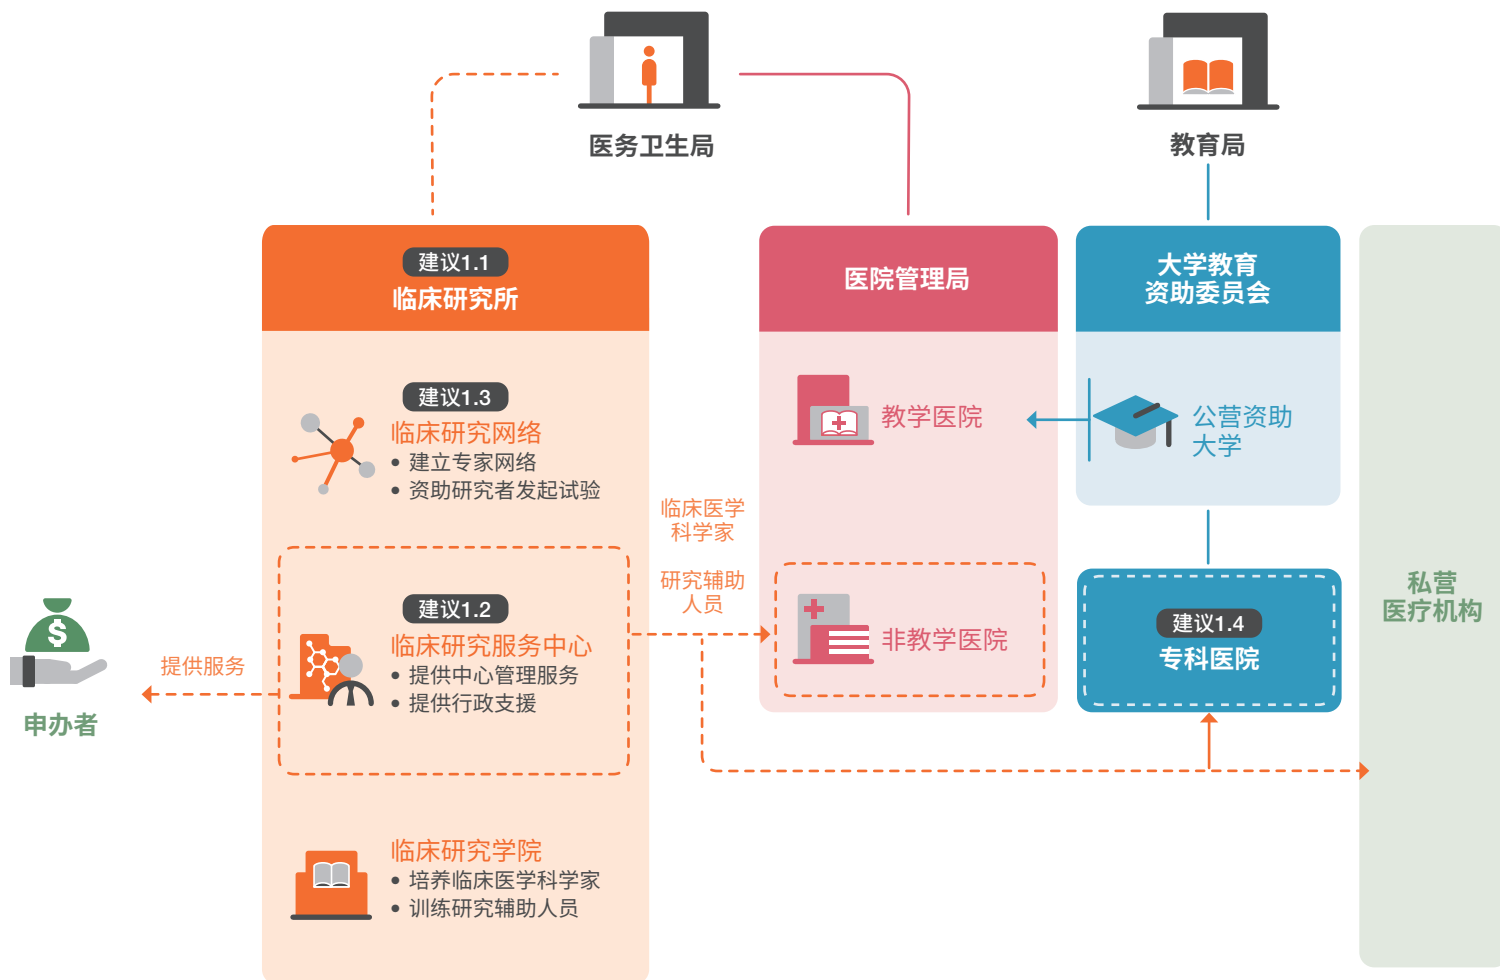 医务卫生局
教育局
建议1.1
临床研究所
建议1.3
临床研究网络
• 建立专家网络
• 资助研究者发起试验
建议1.2
临床研究服务中心
• 提供中心管理服务
• 提供行政支援
临床研究学院
• 培养临床医学科学家
• 训练研究辅助人员
提供服务
$
申办者
临床医学
科学家
研究辅助
人员
医院管理局
教学医院
非教学医院
大学教育
资助委员会
公营资助
大学
建议1.4
专科医院
私营
医疗机构